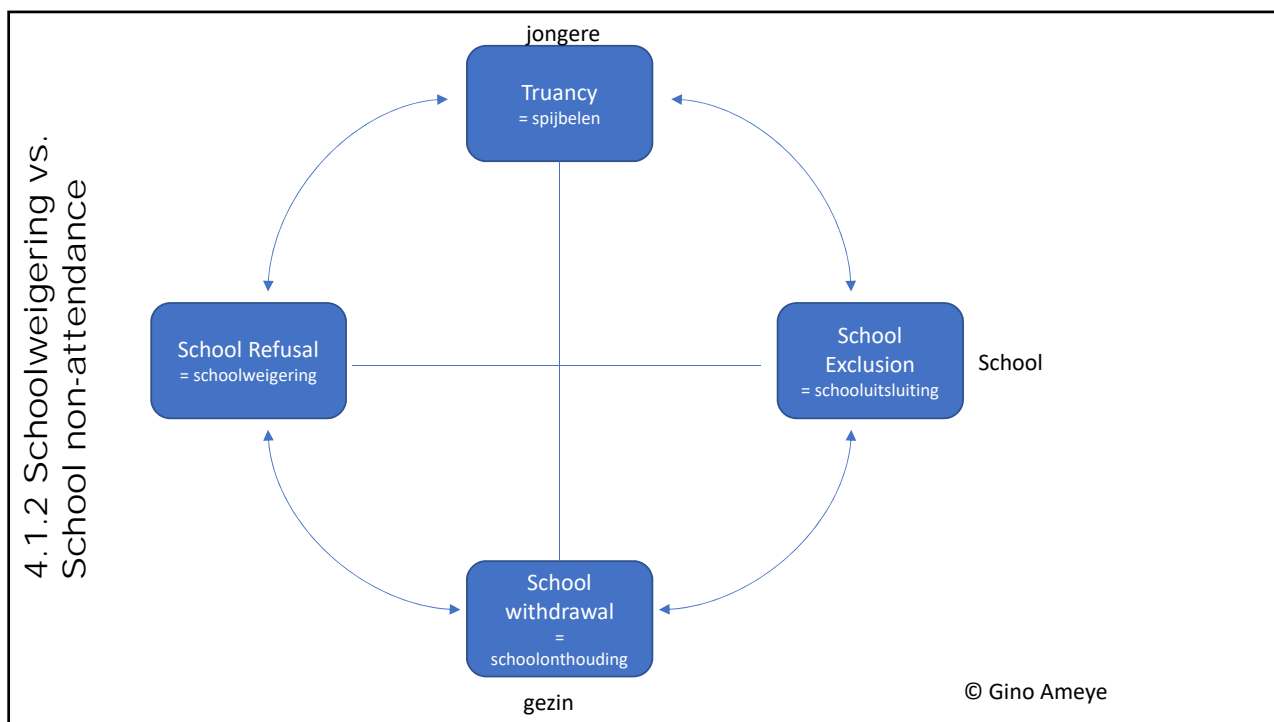 4.1.2 Schoolweigering vs.
School non-attendance
jongere
Truancy
= spijbelen
School Refusal
= schoolweigering
School
Exclusion
= schooluitsluiting
School
School
withdrawal
=
schoolonthouding
gezin
© Gino Ameye